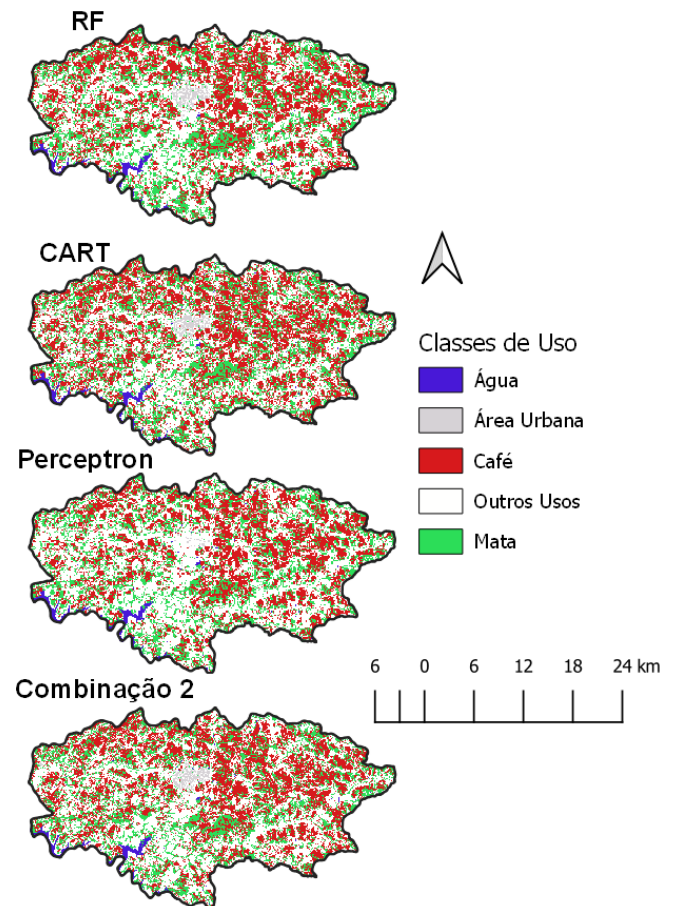 RF
CART
Perceptron
Combinação 2
Classes de Uso
Água
Área Urbana
Café
Outros Usos
Mata
6 0 6 12 18 24 km